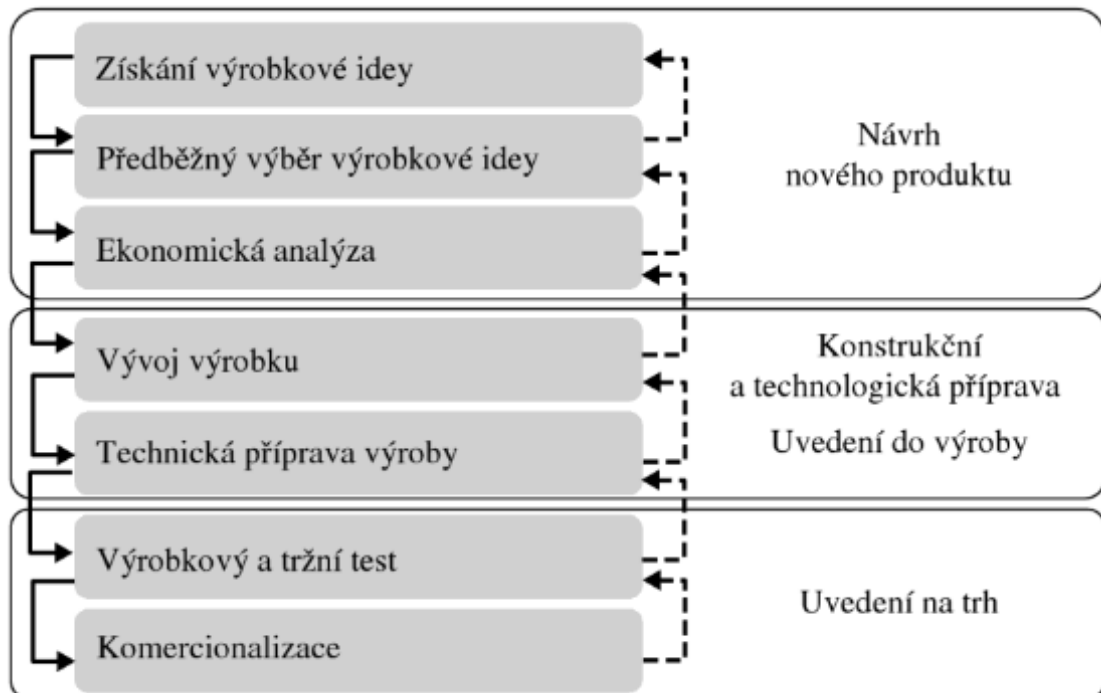 Získání výrobkové idey
Předběžný výběr výrobkové idey
Ekonomická analýza
Návrh
nového produktu
Vývoj výrobku
Technická příprava výroby
Konstrukční
a technologická příprava
Uvedení do výroby
Výrobkový a tržní test
Komercionalizace
Uvedení na trh